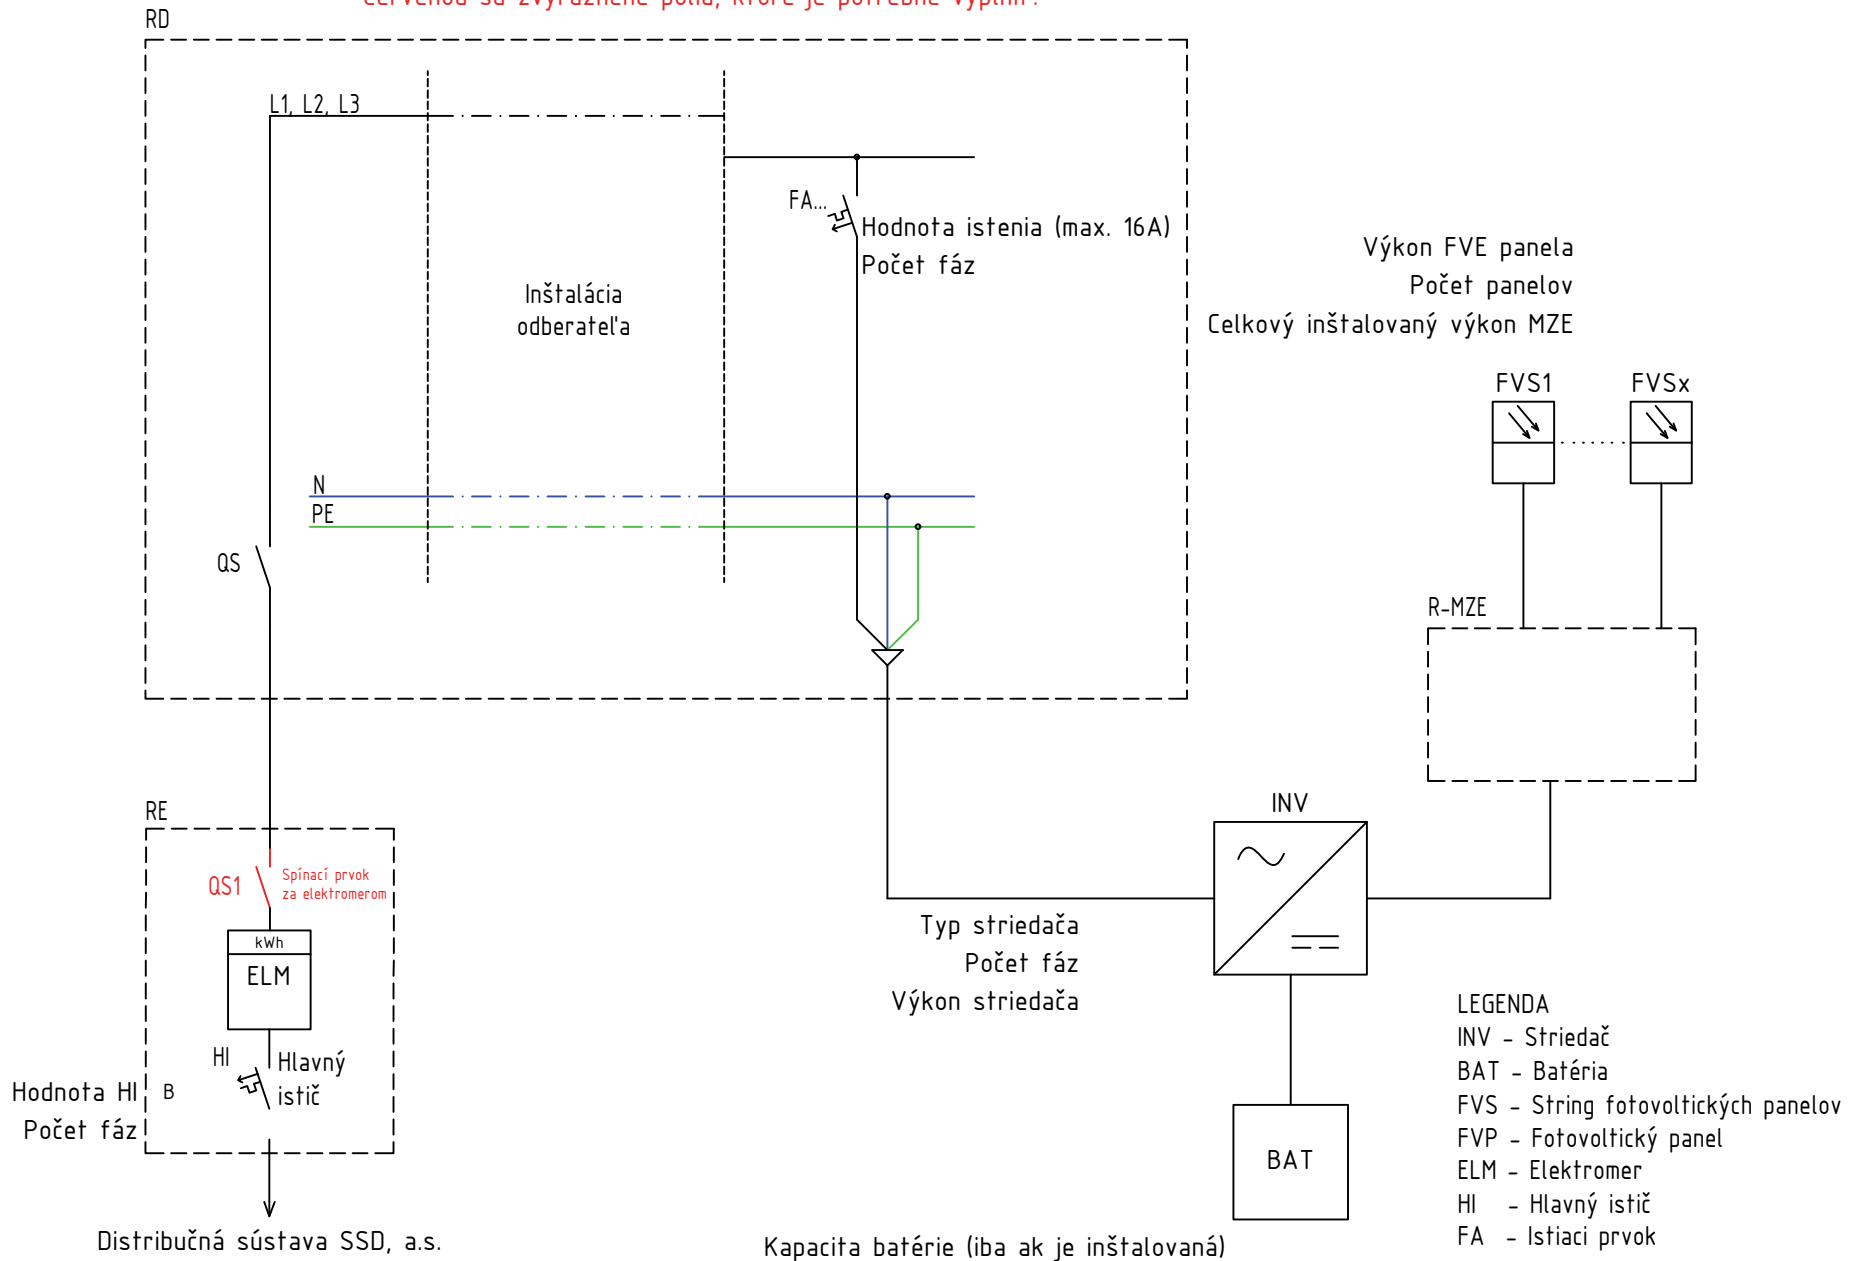 RD
L1, L2, L3
FA...
Hodnota istenia (max. 16A)
Počet fáz
Inštalácia
odberateľa
Výkon FVE panela
Počet panelov
Celkový inštalovaný výkon MZE
FVS1
FVSx
N
PE
QS
R-MZE
RE
INV
QS1
Spínací prvok
za elektromerom
kWh
ELM
Typ striedača
Počet fáz
Výkon striedača
HI
Hlavný
istič
Hodnota HI
B
Počet fáz
BAT
LEGENDA
INV - Striedač
BAT - Batéria
FVS - String fotovoltických panelov
FVP - Fotovoltický panel
ELM - Elektromer
HI - Hlavný istič
FA - Istiaci prvok
Distribučná sústava SSD, a.s.
Kapacita batérie (iba ak je inštalovaná)